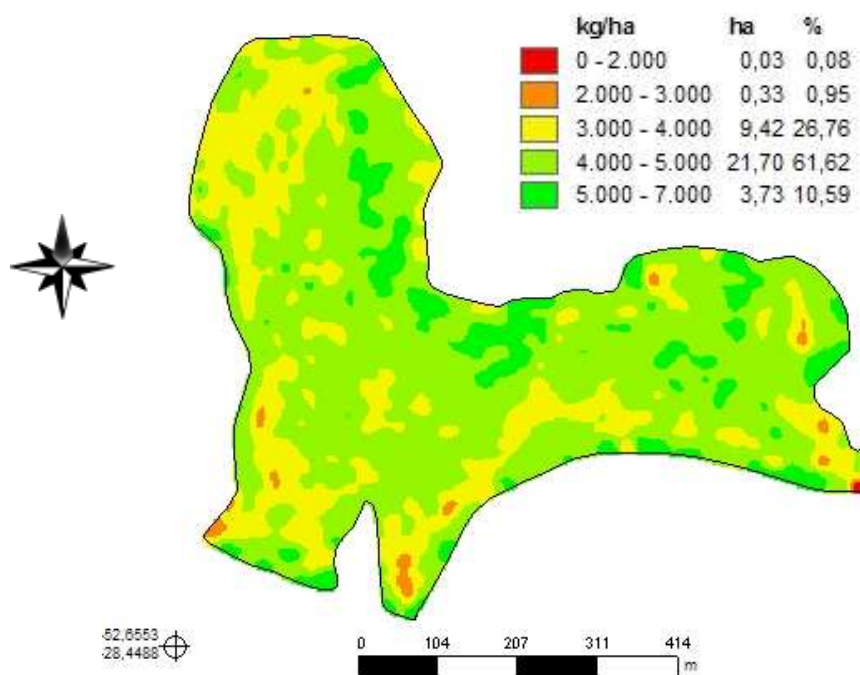 kg/ha ha %
0 - 2.000 0,03 0,08
2.000 - 3.000 0,33 0,95
3.000 - 4.000 9,42 26,76
4.000 - 5.000 21,70 61,62
5.000 - 7.000 3,73 10,59
-52,6553
-28,4488
0 104 207 311 414
m